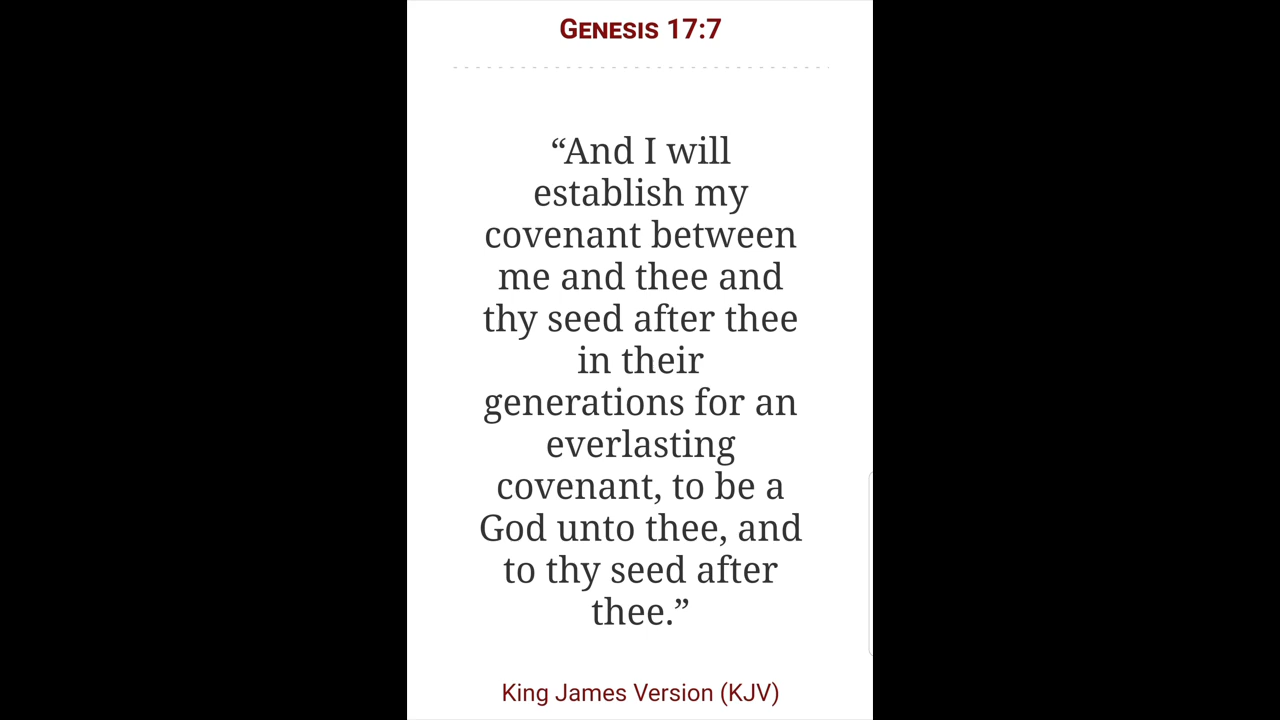 GENESIS 17:7
“And I will
establish my
covenant between
me and thee and
thy seed after thee
in their
generations for an
everlasting
covenant, to be a
God unto thee, and
to thy seed after
thee.”
King James Version (KJV)